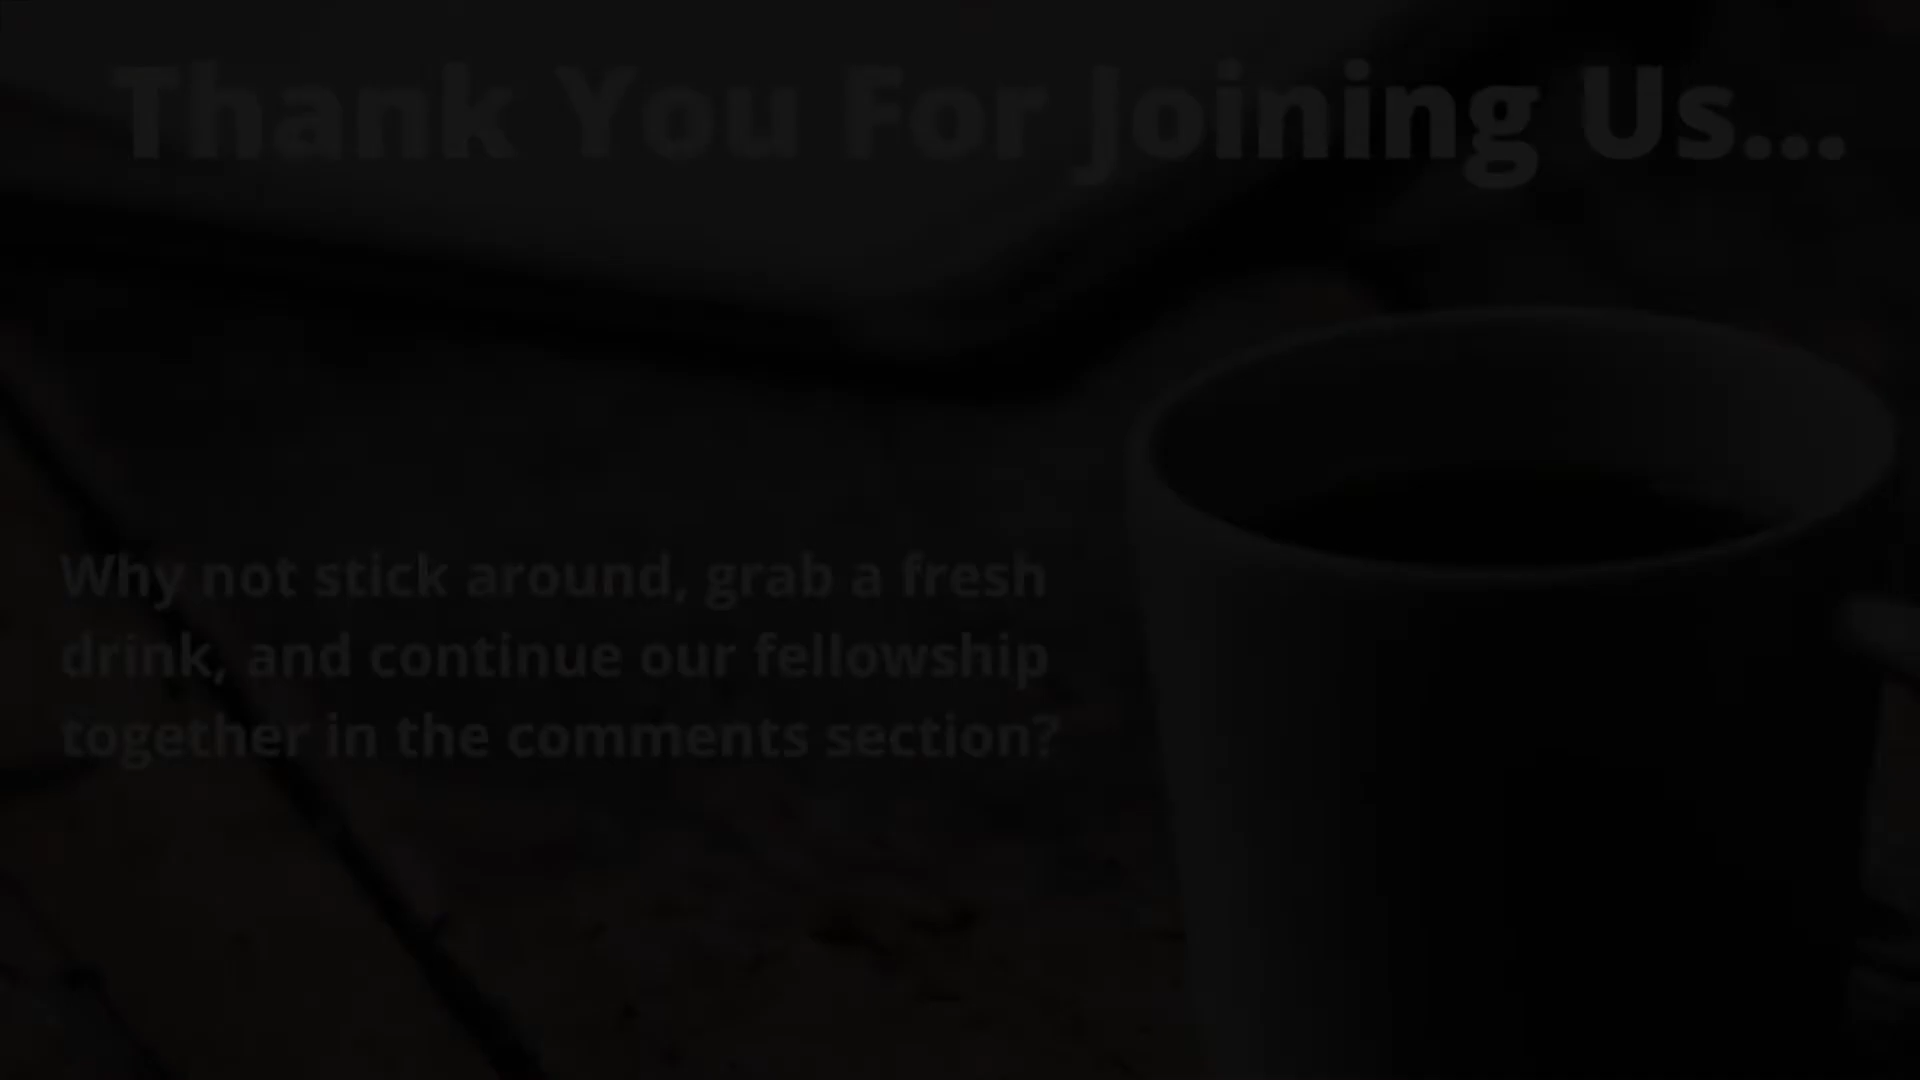 Thank You For Joining Us...
Why not stick around, grab a fresh
drink, and continue our fellowship
together in the comments section?